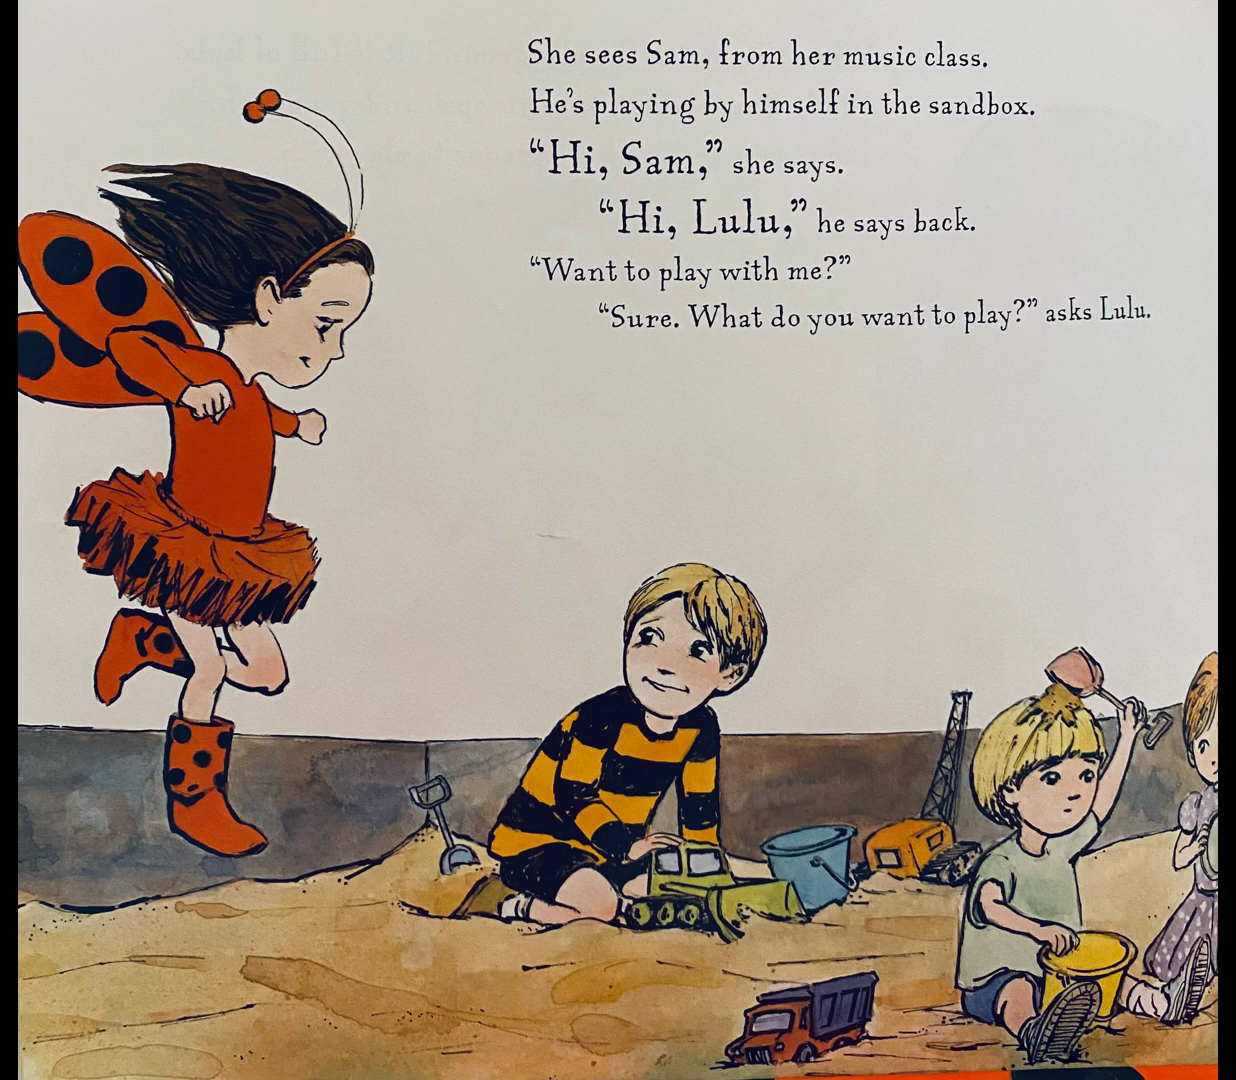 She sees Sam, from her music class.
He's playing by himself in the sandbox.
“Hi, Sam,” she says.
“Hi, Lulu,” he says back.
“Want to play with me?”
“Sure. What do you want to play?” asks Lulu.